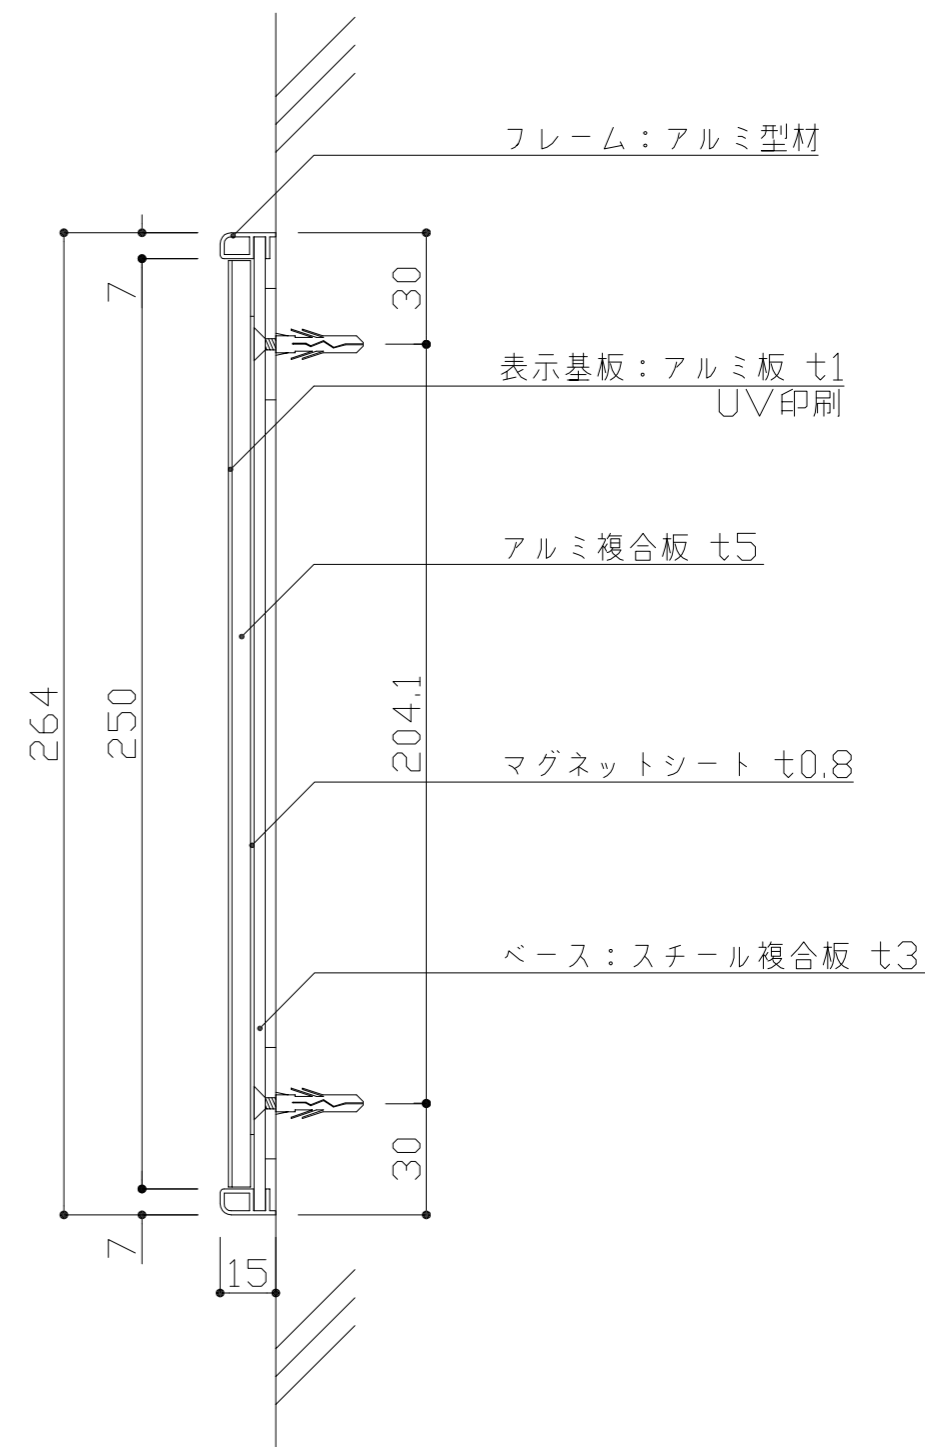 フレーム：アルミ型材
7
30
表示基板：アルミ板 t1
UV印刷
アルミ複合板 t5
264
250
204.1
マグネットシート t0.8
ベース：スチール複合板 t3
30
7
15